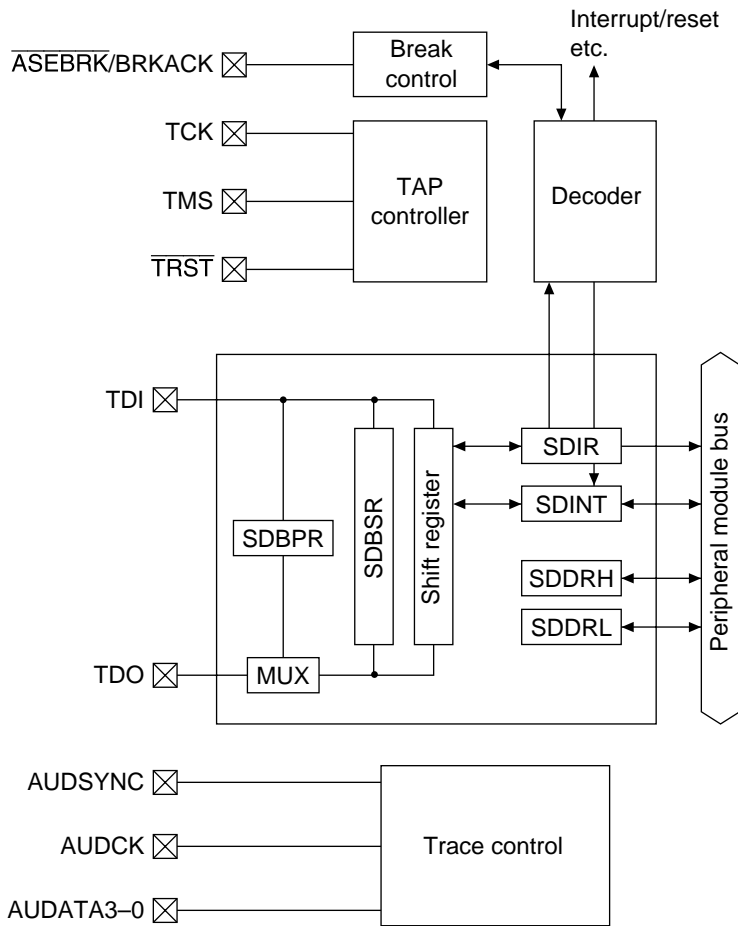 Interrupt/reset
etc.
ASEBRK/BRKACK
Break
control
TCK
TMS
TRST
TAP
controller
Decoder
TDI
TDO
SDBPR
MUX
SDBSR
Shift register
SDIR
SDINT
SDDRH
SDDRL
Peripheral module bus
AUDSYNC
AUDCK
AUDATA3–0
Trace control